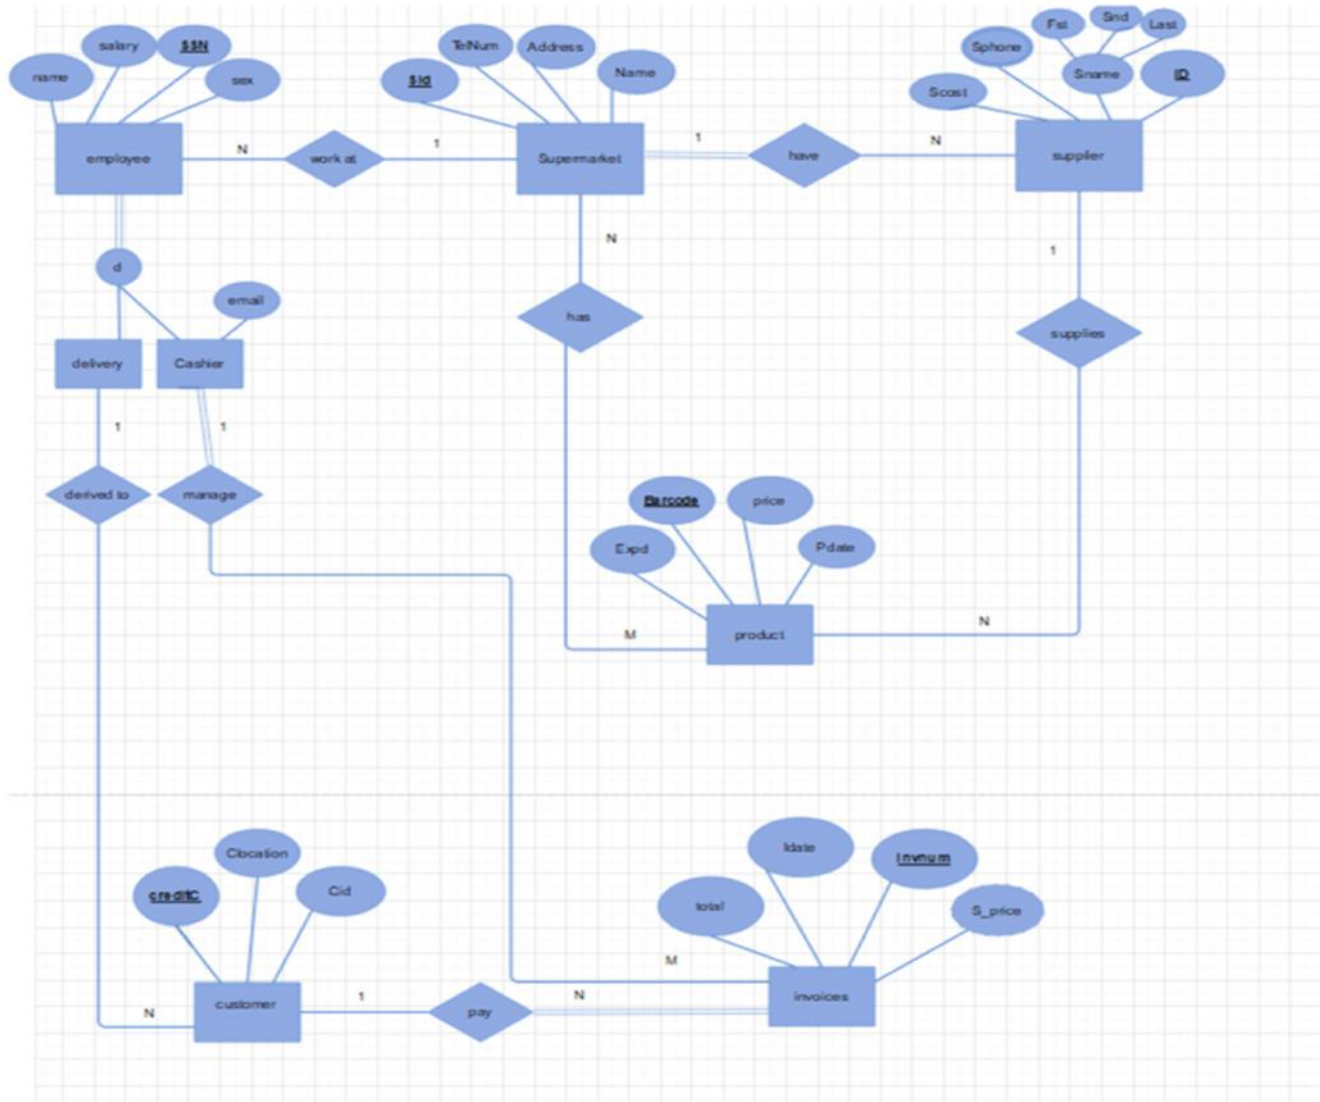 name
salary
SSN
sex
employee
N
work at
1
Sid
TelNum
Address
Name
Supermarket
1
have
N
Scost
Sphone
Fst
Snd
Last
Sname
ID
supplier
d
email
delivery
Cashier
1
1
derived to
manage
N
has
M
1
supplies
N
Expd
Barcode
price
Pdate
product
creditC
Clocation
Cid
customer
N
1
pay
N
M
total
Idate
Invnum
S_price
invoices